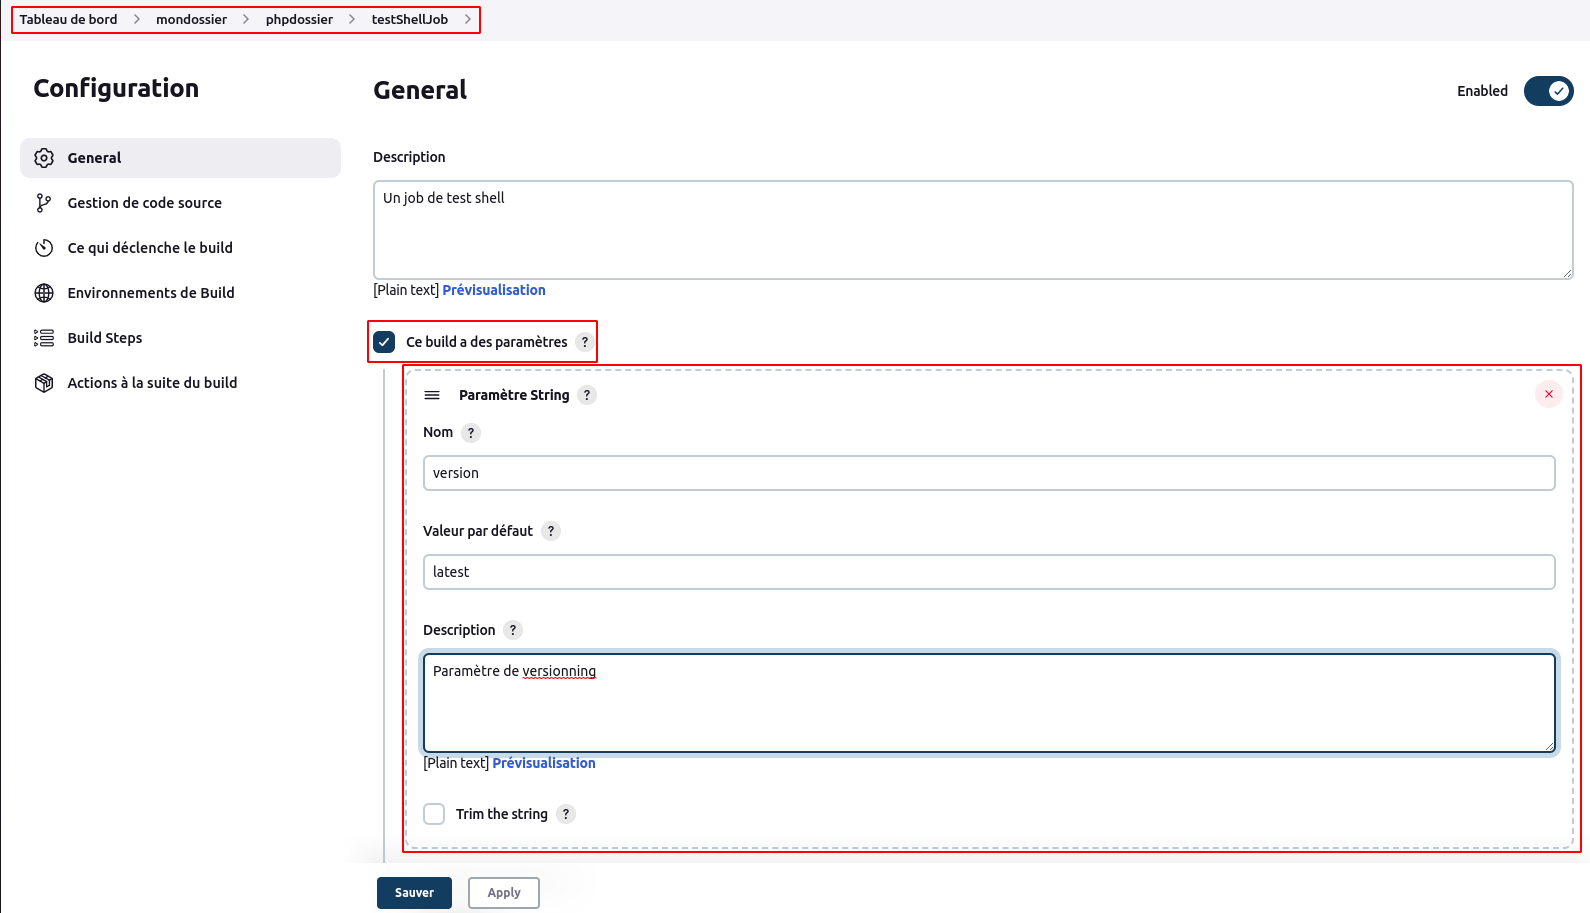 Tableau de bord > mondossier > phpdossier > testShellJob >
Configuration
General
Gestion de code source
Ce qui déclenche le build
Environnements de Build
Build Steps
Actions à la suite du build
General
Enabled
Description
Un job de test shell
[Plain text] Prévisualisation
Ce build a des paramètres ?
Paramètre String ?
Nom ?
version
Valeur par défaut ?
latest
Description ?
Paramètre de versionning
[Plain text] Prévisualisation
Trim the string ?
Sauver Apply